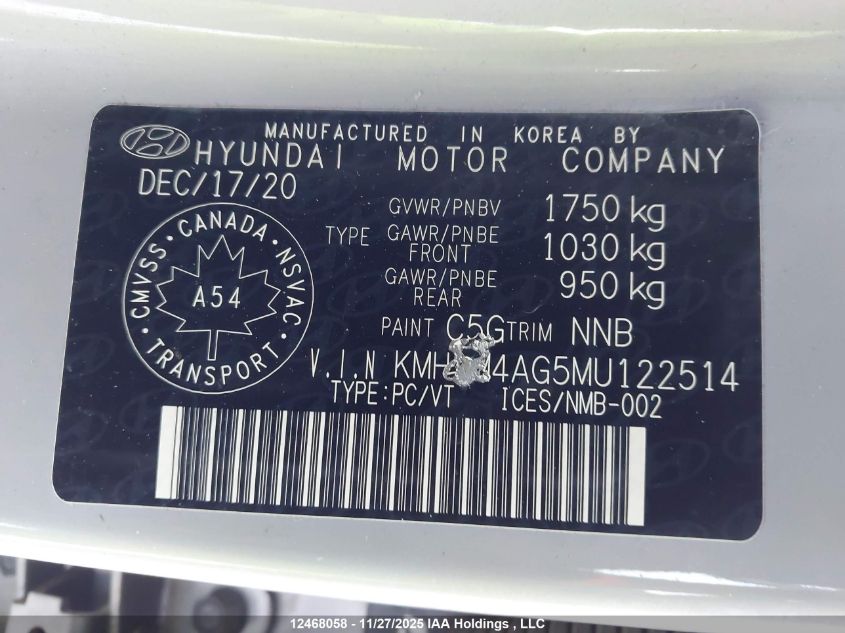 MANUFACTURED IN KOREA BY
HYUNDAI MOTOR COMPANY
DEC/17/20
GVWR/PNBV 1750 kg
TYPE GAWR/PNBE FRONT 1030 kg
GAWR/PNBE REAR 950 kg
CMVSS · CANADA · NSVAC · TRANSPORT ·
A54
PAINT C5G TRIM NNB
V.I.N
TYPE:PC/VT ICES/NMB-002
12468058 - 11/27/2025 IAA Holdings , LLC